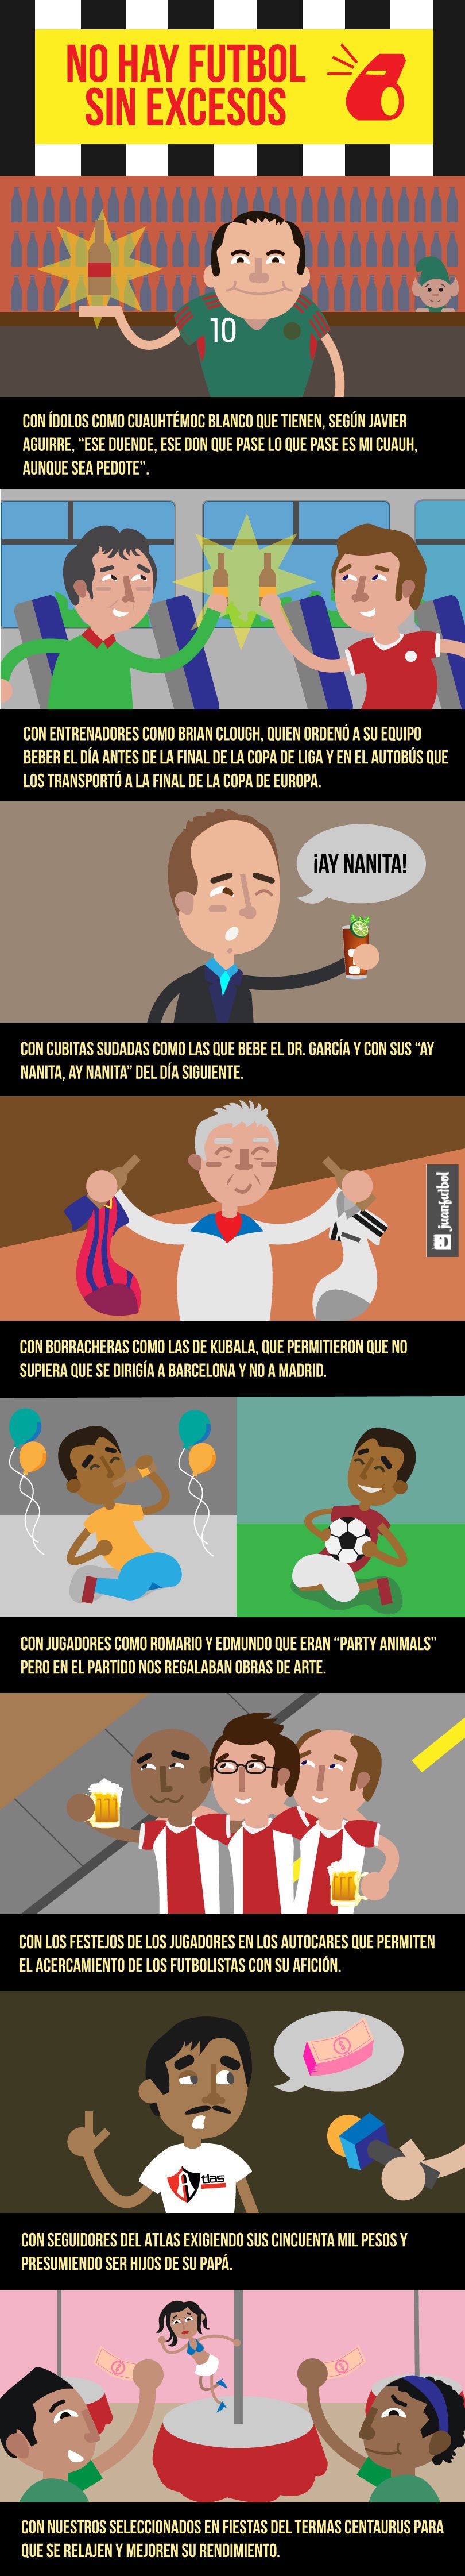 NO HAY FUTBOL
SIN EXCESOS
10
CON ÍDOLOS COMO CUAUHTÉMOC BLANCO QUE TIENEN, SEGÚN JAVIER
AGUIRRE, “ESE DUENDE, ESE DON QUE PASE LO QUE PASE ES MI CUAUH,
AUNQUE SEA PEDOTE”.
CON ENTRENADORES COMO BRIAN CLOUGH, QUIEN ORDENÓ A SU EQUIPO
BEBER EL DÍA ANTES DE LA FINAL DE LA COPA DE LIGA Y EN EL AUTOBÚS QUE
LOS TRANSPORTÓ A LA FINAL DE LA COPA DE EUROPA.
¡AY NANITA!
CON CUBITAS SUDADAS COMO LAS QUE BEBE EL DR. GARCÍA Y CON SUS “AY
NANITA, AY NANITA” DEL DÍA SIGUIENTE.
juanfutbol
CON BORRACHERAS COMO LAS DE KUBALA, QUE PERMITIERON QUE NO
SUPIERA QUE SE DIRIGÍA A BARCELONA Y NO A MADRID.
CON JUGADORES COMO ROMARIO Y EDMUNDO QUE ERAN “PARTY ANIMALS”
PERO EN EL PARTIDO NOS REGALABAN OBRAS DE ARTE.
CON LOS FESTEJOS DE LOS JUGADORES EN LOS AUTOCARES QUE PERMITEN
EL ACERCAMIENTO DE LOS FUTBOLISTAS CON SU AFICIÓN.
$
Atlas
CON SEGUIDORES DEL ATLAS EXIGIENDO SUS CINCUENTA MIL PESOS Y
PRESUMIENDO SER HIJOS DE SU PAPÁ.
$ $
CON NUESTROS SELECCIONADOS EN FIESTAS DEL TERMAS CENTAURUS PARA
QUE SE RELAJEN Y MEJOREN SU RENDIMIENTO.